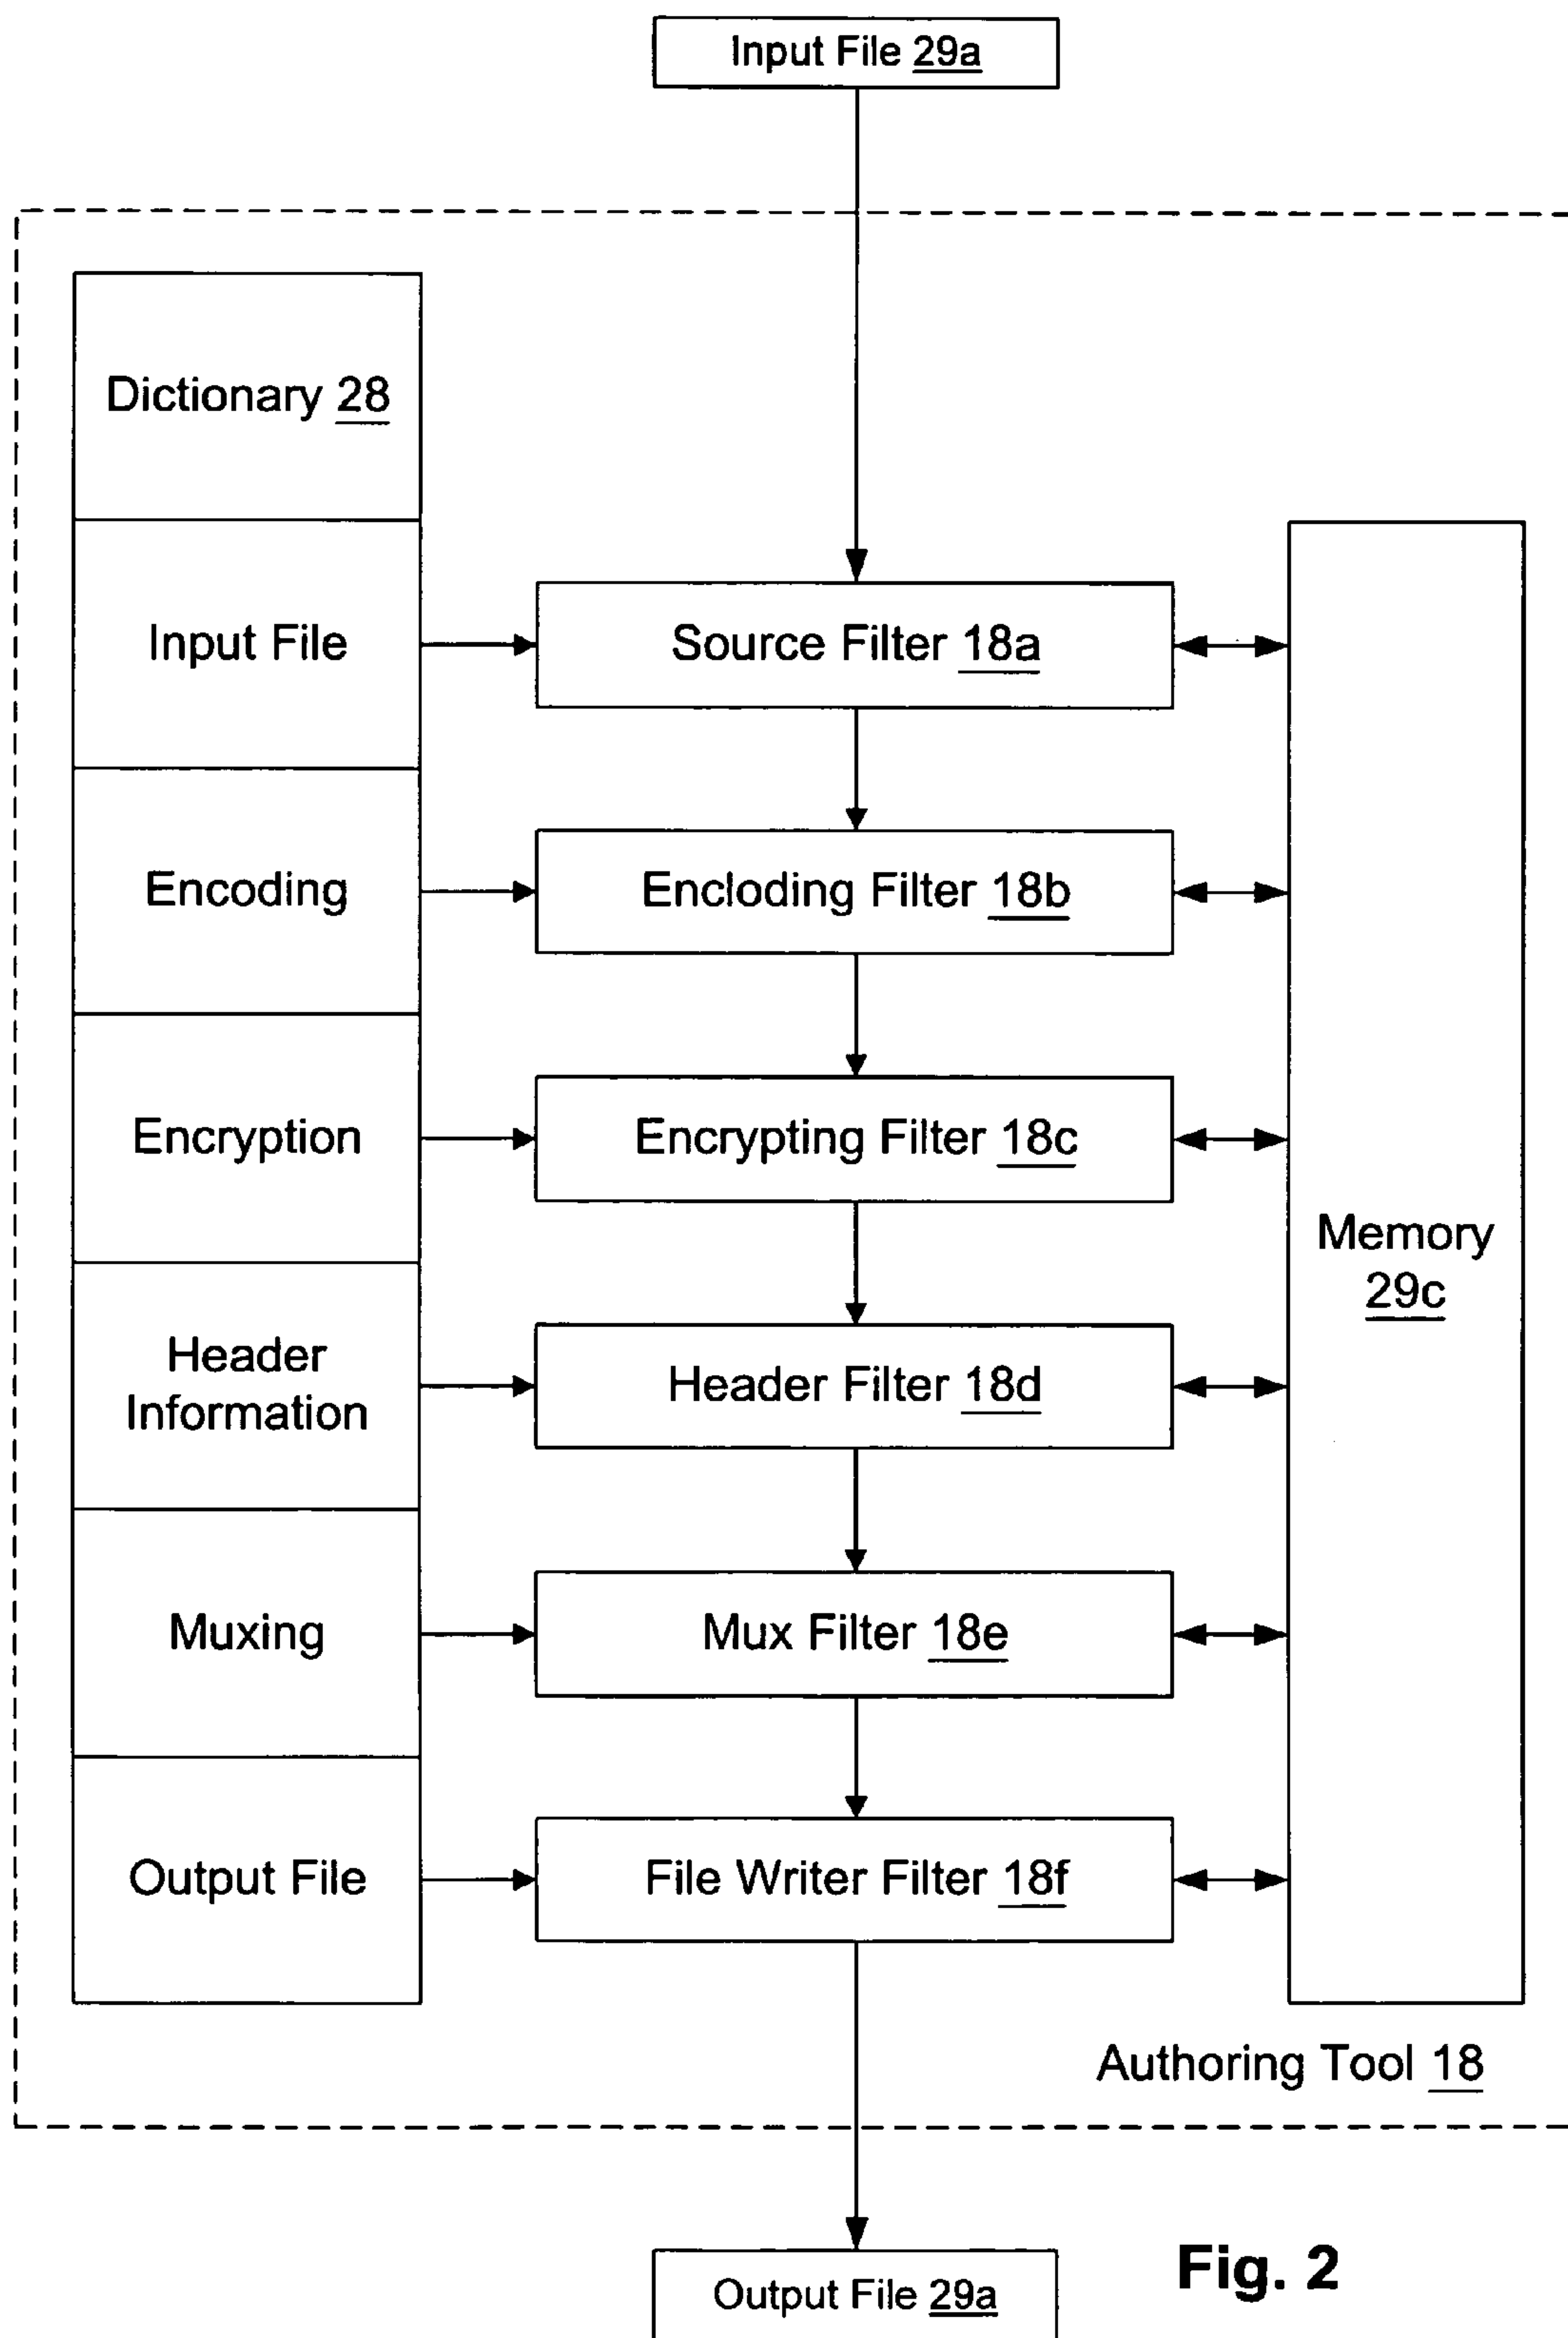 Input File 29a
Dictionary 28
Input File
Source Filter 18a
Encoding
Encloding Filter 18b
Encryption
Encrypting Filter 18c
Memory
29c
Header
Information
Header Filter 18d
Muxing
Mux Filter 18e
Output File
File Writer Filter 18f
Authoring Tool 18
Fig. 2
Output File 29a